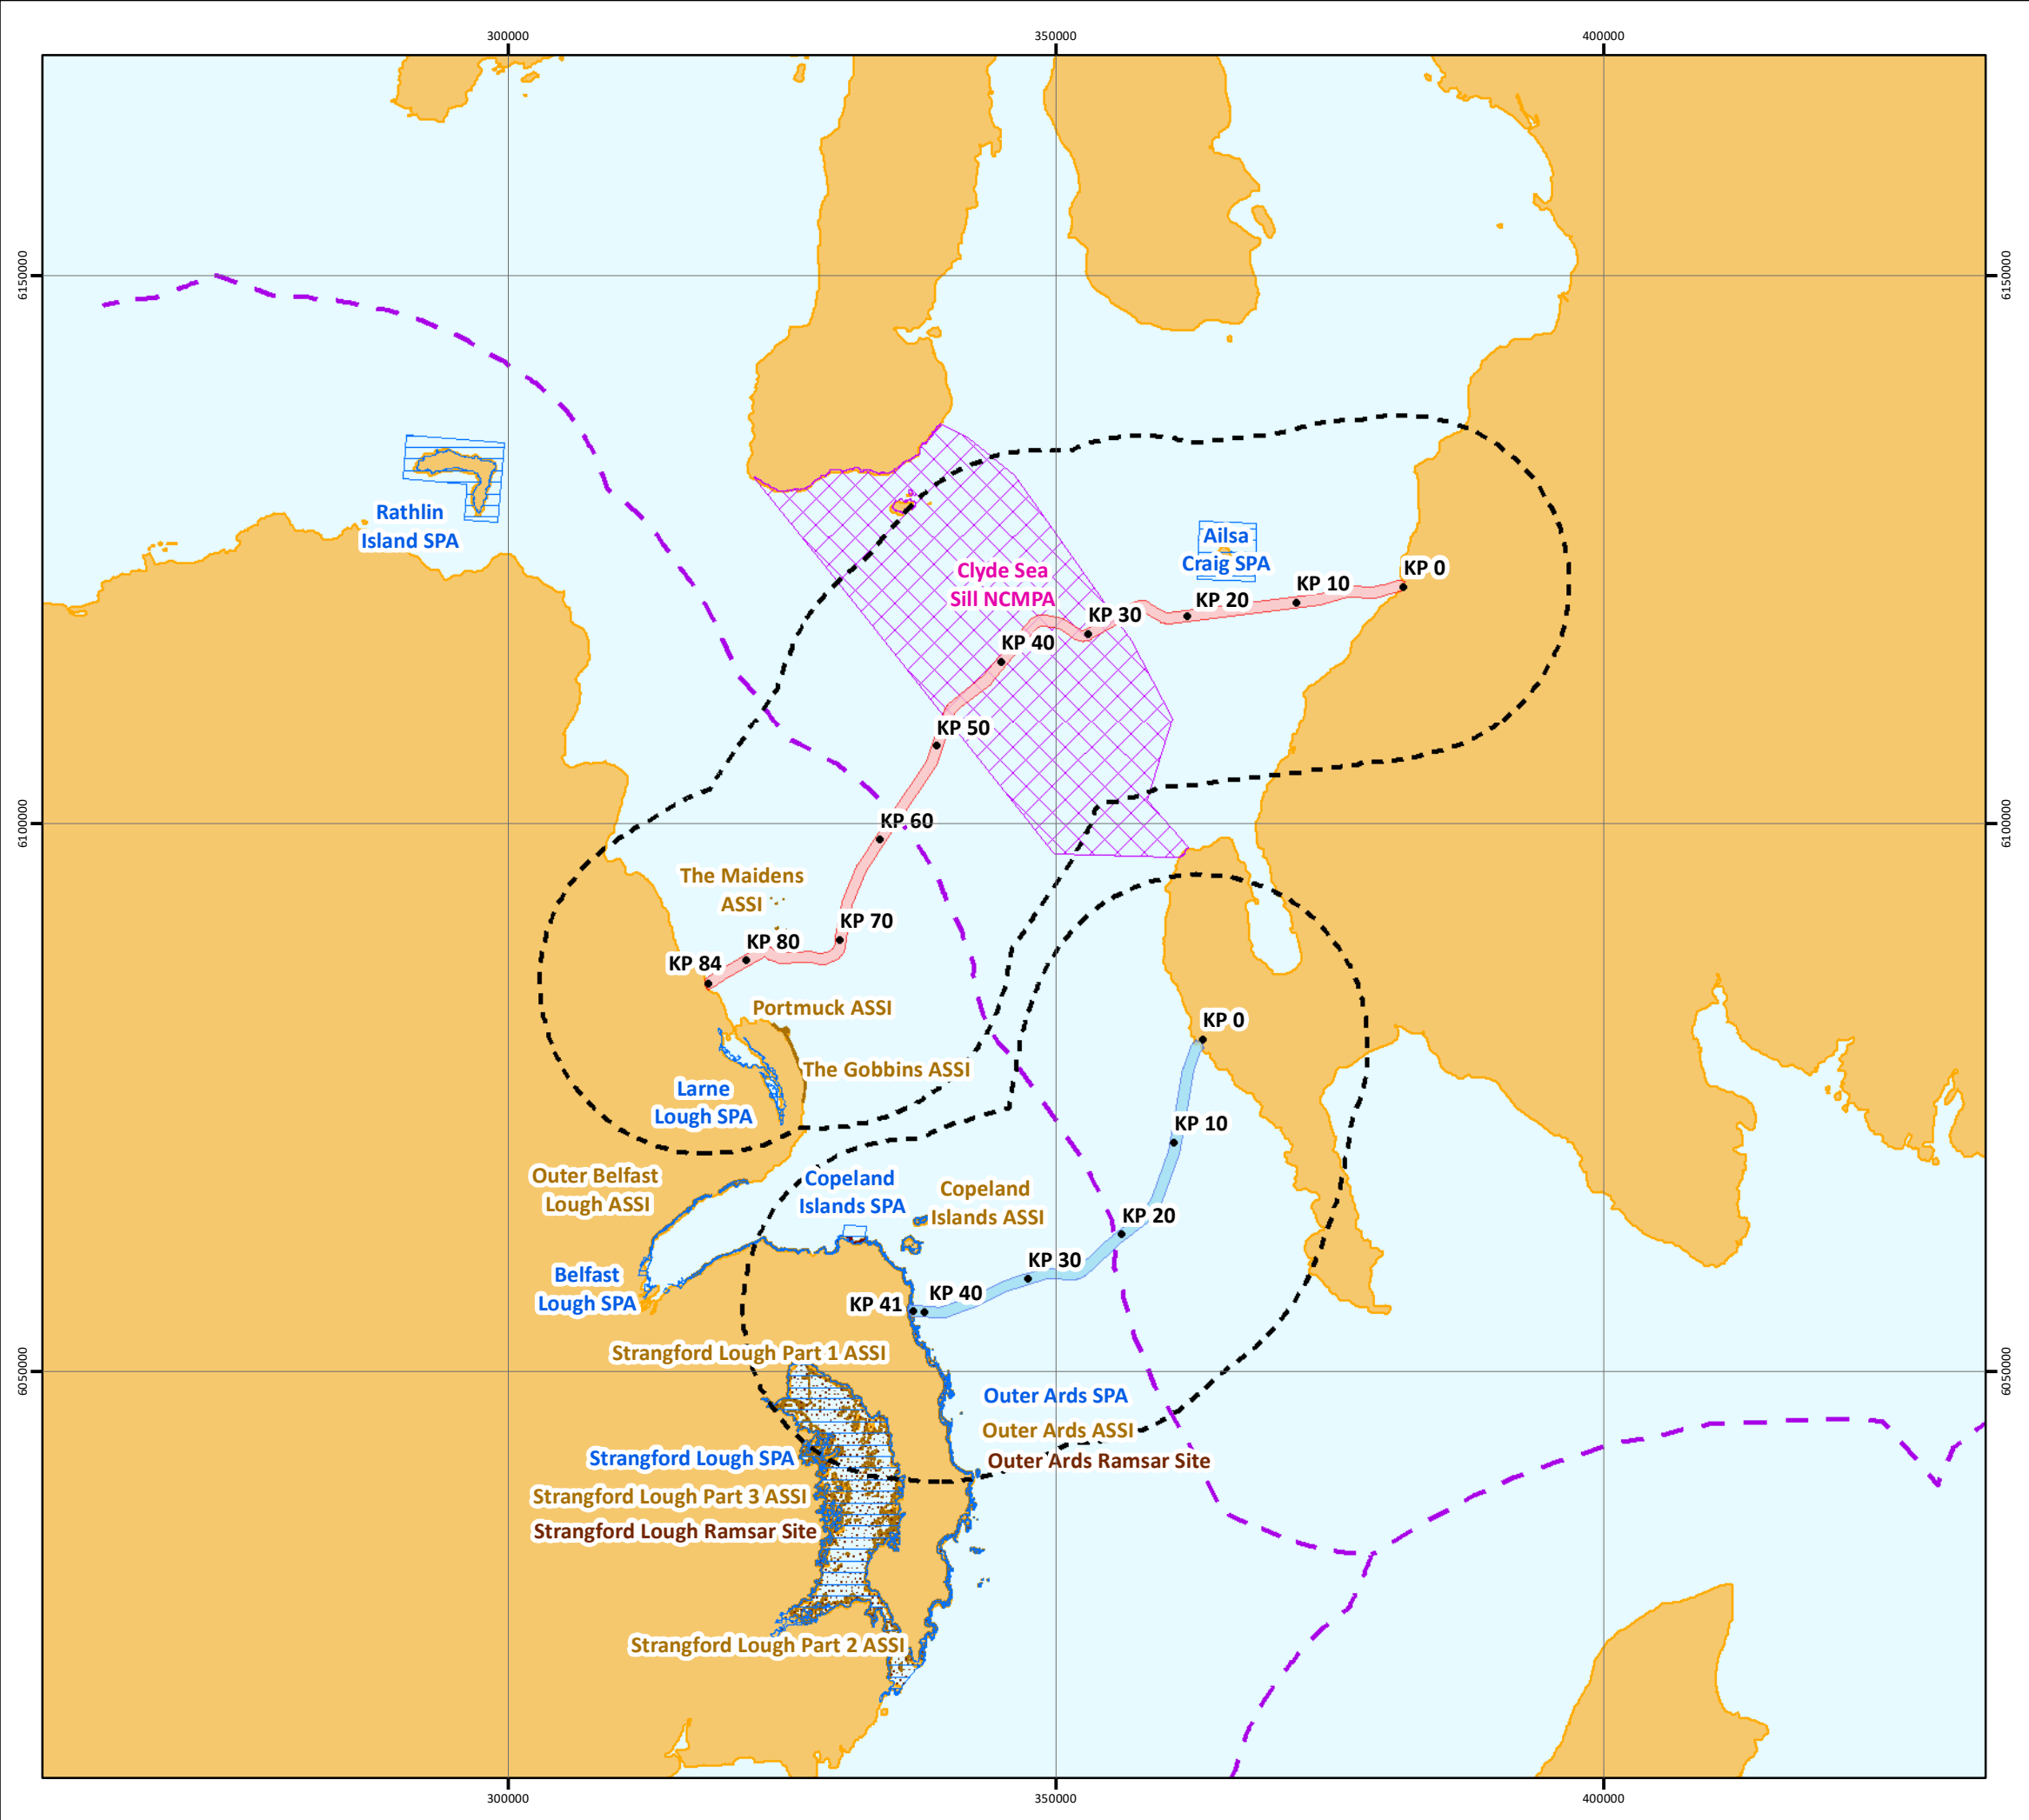 300000
350000
400000
6150000
6150000
Rathlin
Island SPA
Ailsa
Craig SPA
Clyde Sea
Sill NCMPA
KP 0
KP 10
KP 20
KP 30
KP 40
KP 50
KP 60
6100000
6100000
The Maidens
ASSI
KP 70
KP 80
KP 84
Portmuck ASSI
The Gobbins ASSI
Larne
Lough SPA
KP 0
KP 10
KP 20
KP 30
KP 40
KP 41
Outer Belfast
Lough ASSI
Copeland
Islands SPA
Copeland
Islands ASSI
Belfast
Lough SPA
Strangford Lough Part 1 ASSI
6050000
6050000
Outer Ards SPA
Outer Ards ASSI
Outer Ards Ramsar Site
Strangford Lough SPA
Strangford Lough Part 3 ASSI
Strangford Lough Ramsar Site
Strangford Lough Part 2 ASSI
300000
350000
400000